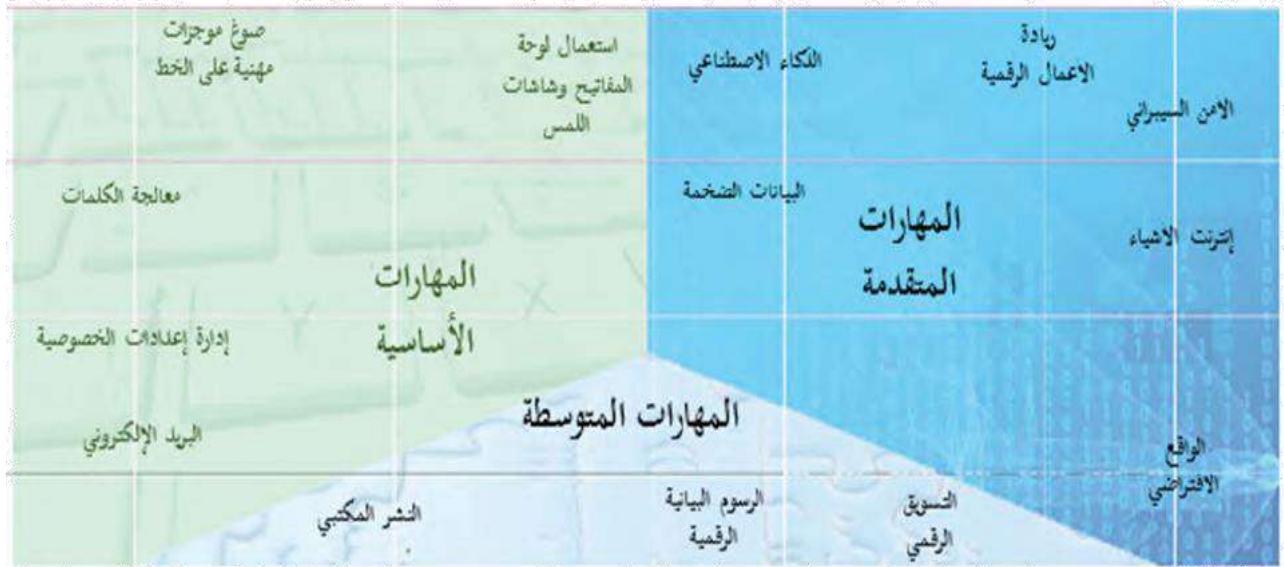 ريادة
الاعمال الرقمية
الامن السيبراني
الذكاء الاصطناعي
البيانات الضخمة
المهارات
المتقدمة
إنترنت الاشياء
الواقع
الافتراضي
استعمال لوحة
المفاتيح وشاشات
اللمس
صوغ موجزات
مهنية على الخط
معالجة الكلمات
المهارات
الأساسية
إدارة إعدادات الخصوصية
البريد الإلكتروني
المهارات المتوسطة
التسويق
الرقمي
الرسوم البيانية
الرقمية
النشر المكتبي